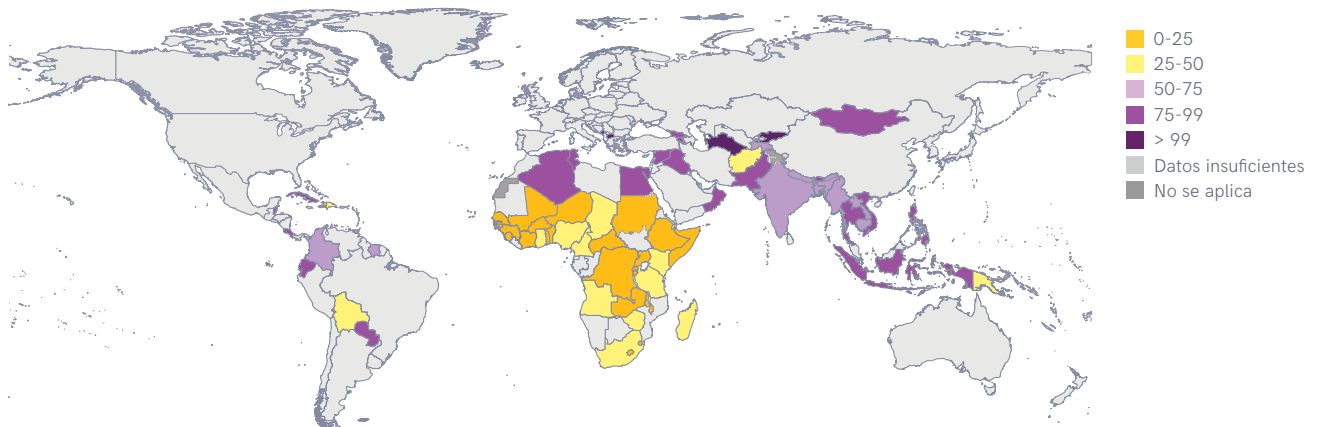 0-25
25-50
50-75
75-99
> 99
Datos insuficientes
No se aplica